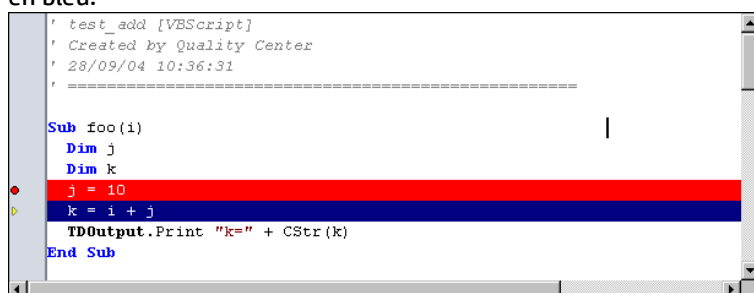 en bleu.
' test_add [VBScript]
' Created by Quality Center
' 28/09/04 10:36:31
' ====================================================
Sub foo(i)
Dim j
Dim k
j = 10
k = i + j
TDOutput.Print "k=" + CStr(k)
End Sub